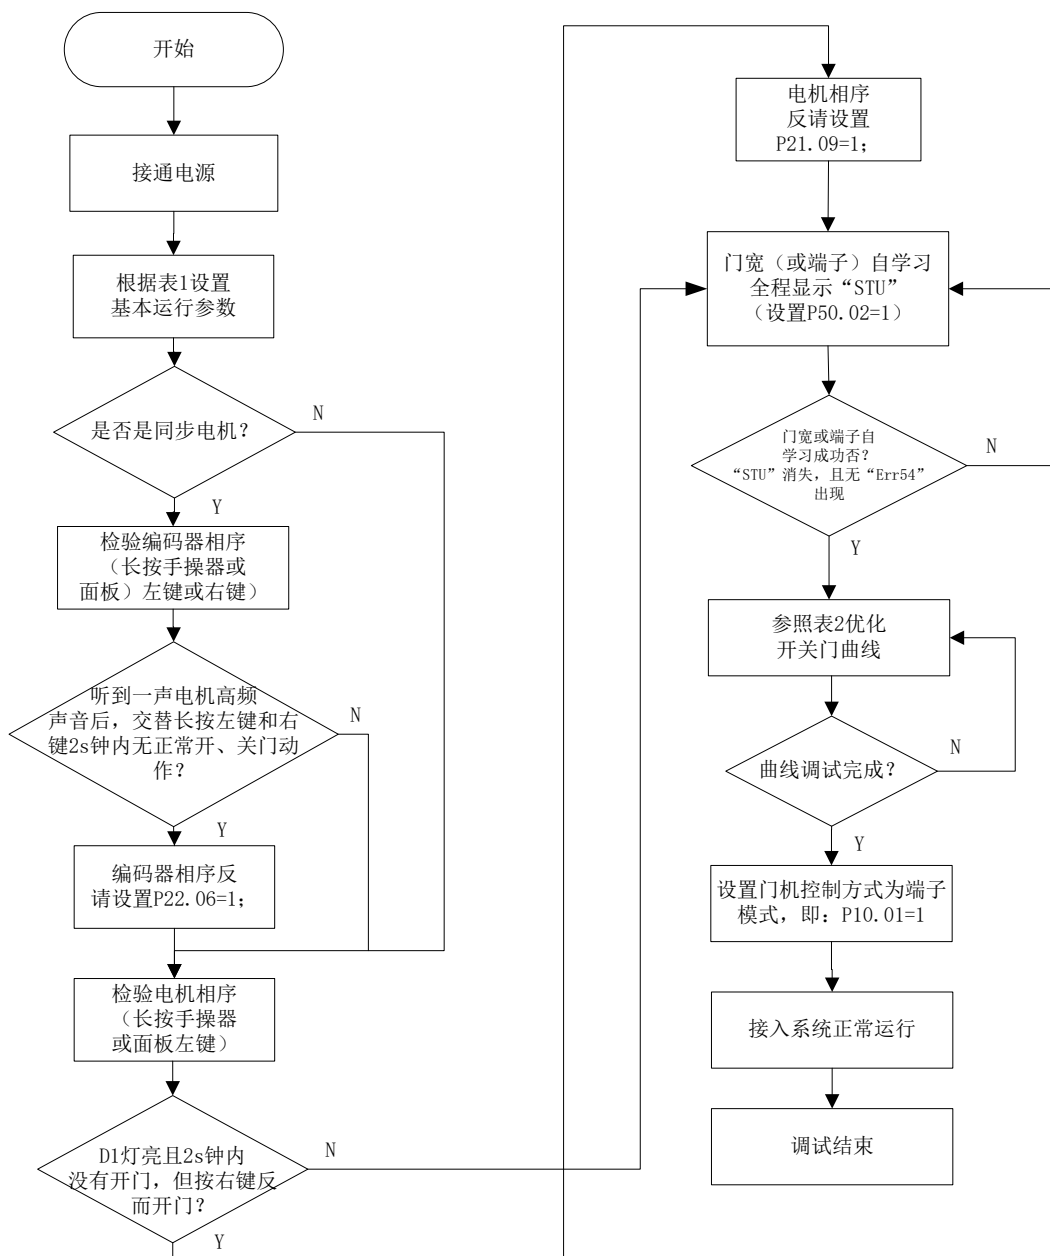 开始
接通电源
根据表1设置
基本运行参数
是否是同步电机?
N
Y
检验编码器相序
（长按手操器或
面板）左键或右键）
听到一声电机高频
声音后，交替长按左键和右
键2s钟内无正常开、关门动
作?
N
Y
编码器相序反
请设置P22.06=1;
检验电机相序
（长按手操器
或面板左键）
D1灯亮且2s钟内
没有开门，但按右键反
而开门?
N
Y
电机相序
反请设置
P21.09=1;
门宽（或端子）自学习
全程显示“STU”
（设置P50.02=1）
门宽或端子自
学习成功否?
“STU”消失，且无“Err54”
出现
N
Y
参照表2优化
开关门曲线
曲线调试完成?
N
Y
设置门机控制方式为端子
模式，即：P10.01=1
接入系统正常运行
调试结束